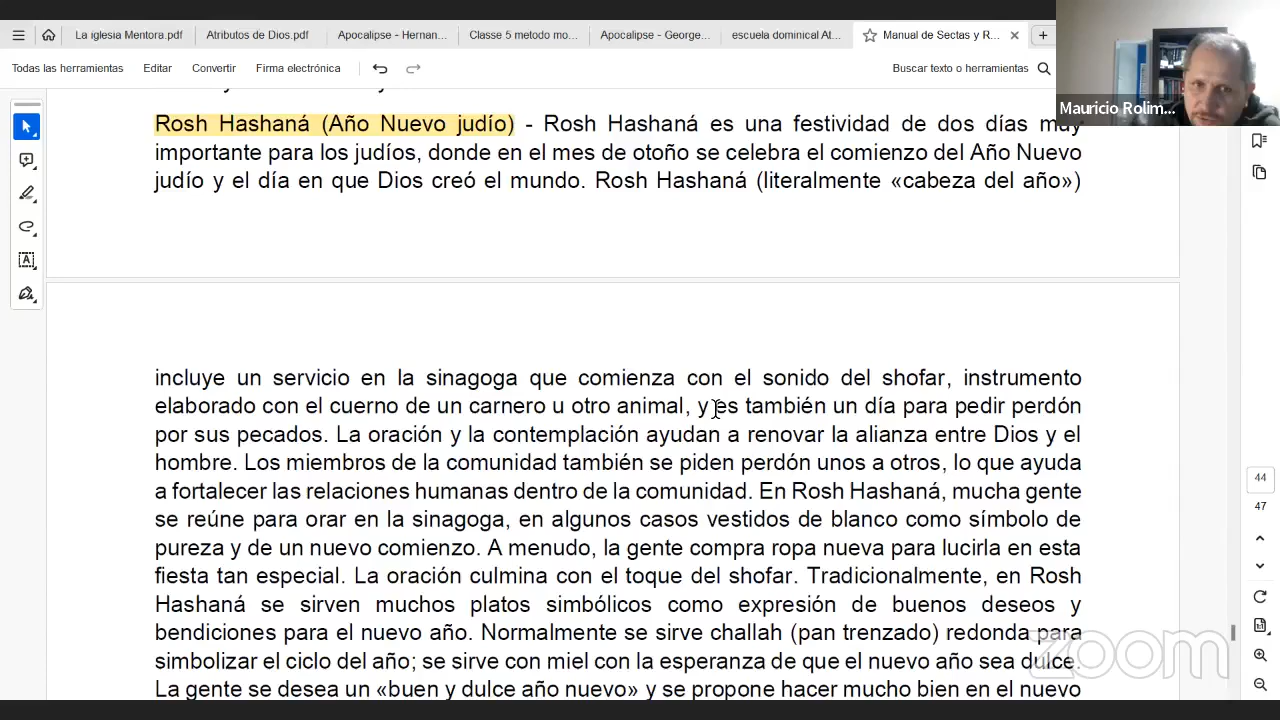 La iglesia Mentora.pdf
Atributos de Dios.pdf
Apocalipse - Hernan...
Classe 5 metodo mo...
Apocalipse - George...
escuela dominical At...
Manual de Sectas y R...
Todas las herramientas
Editar
Convertir
Firma electrónica
Buscar texto o herramientas
Mauricio Rolim...
Rosh Hashaná (Año Nuevo judío) - Rosh Hashaná es una festividad de dos días muy
importante para los judíos, donde en el mes de otoño se celebra el comienzo del Año Nuevo
judío y el día en que Dios creó el mundo. Rosh Hashaná (literalmente «cabeza del año»)
incluye un servicio en la sinagoga que comienza con el sonido del shofar, instrumento
elaborado con el cuerno de un carnero u otro animal, y es también un día para pedir perdón
por sus pecados. La oración y la contemplación ayudan a renovar la alianza entre Dios y el
hombre. Los miembros de la comunidad también se piden perdón unos a otros, lo que ayuda
a fortalecer las relaciones humanas dentro de la comunidad. En Rosh Hashaná, mucha gente
se reúne para orar en la sinagoga, en algunos casos vestidos de blanco como símbolo de
pureza y de un nuevo comienzo. A menudo, la gente compra ropa nueva para lucirla en esta
fiesta tan especial. La oración culmina con el toque del shofar. Tradicionalmente, en Rosh
Hashaná se sirven muchos platos simbólicos como expresión de buenos deseos y
bendiciones para el nuevo año. Normalmente se sirve challah (pan trenzado) redonda para
simbolizar el ciclo del año; se sirve con miel con la esperanza de que el nuevo año sea dulce.
La gente se desea un «buen y dulce año nuevo» y se propone hacer mucho bien en el nuevo
44
47
zoom